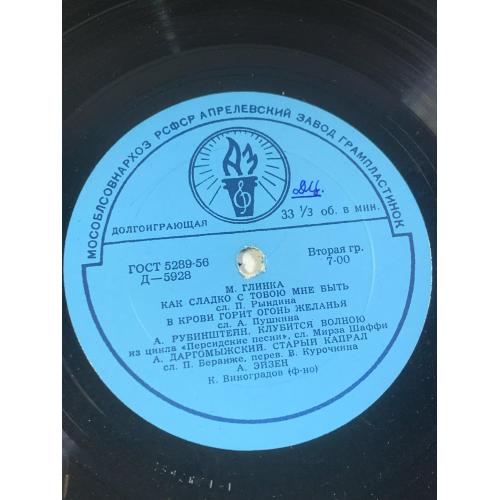 МОСОБЛСОВНАРХОЗ РСФСР АПРЕЛЕВСКИЙ ЗАВОД ГРАМПЛАСТИНОК
АЗ
ДОЛГОИГРАЮЩАЯ
33 1/3 об. в мин.
ГОСТ 5289-56
Д—5928
Вторая гр.
7-00
М. ГЛИНКА
КАК СЛАДКО С ТОБОЮ МНЕ БЫТЬ
сл. П. Рындина
В КРОВИ ГОРИТ ОГОНЬ ЖЕЛАНЬЯ
сл. А. Пушкина
А. РУБИНШТЕЙН. КЛУБИТСЯ ВОЛНОЮ
из цикла «Персидские песни», сл. Мирза Шаффи
А. ДАРГОМЫЖСКИЙ. СТАРЫЙ КАПРАЛ
сл. П. Беранже, перев. В. Курочкина
А. ЭЙЗЕН
К. Виноградов (ф-но)